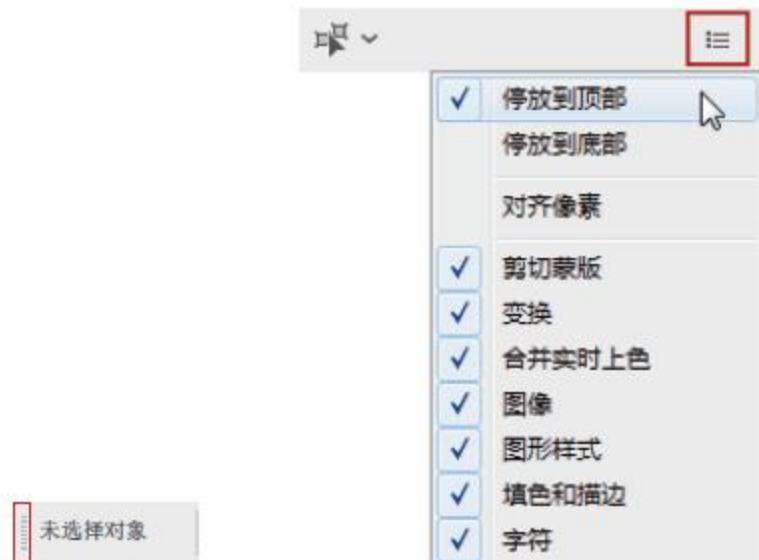 停放到顶部
停放到底部
对齐像素
剪切蒙版
变换
合并实时上色
图像
图形样式
填色和描边
字符
未选择对象